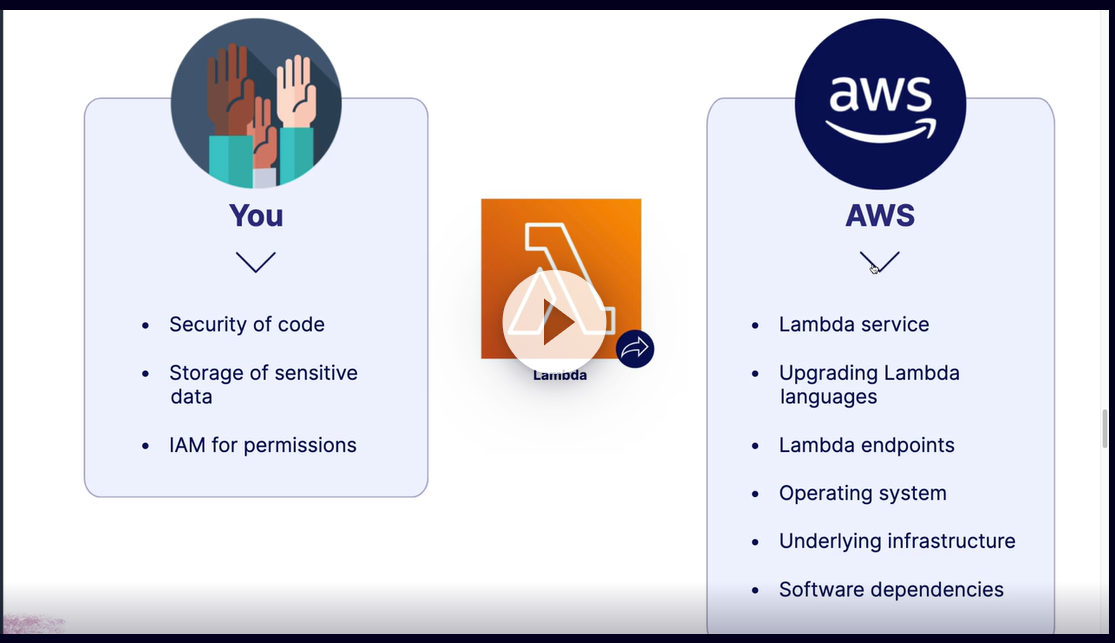 You
Security of code
Storage of sensitive
data
IAM for permissions
Lambda
aws
AWS
Lambda service
Upgrading Lambda
languages
Lambda endpoints
Operating system
Underlying infrastructure
Software dependencies